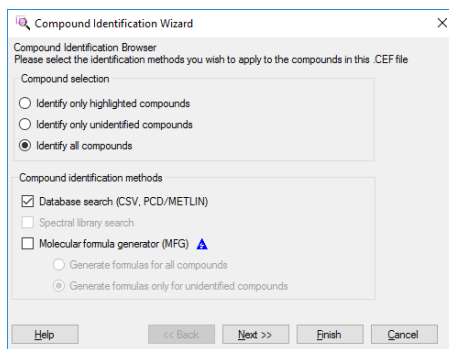 Compound Identification Wizard
Compound Identification Browser
Please select the identification methods you wish to apply to the compounds in this .CEF file
Compound selection
Identify only highlighted compounds
Identify only unidentified compounds
Identify all compounds
Compound identification methods
Database search (CSV, PCD/METLIN)
Spectral library search
Molecular formula generator (MFG)
Generate formulas for all compounds
Generate formulas only for unidentified compounds
Help << Back Next >> Finish Cancel